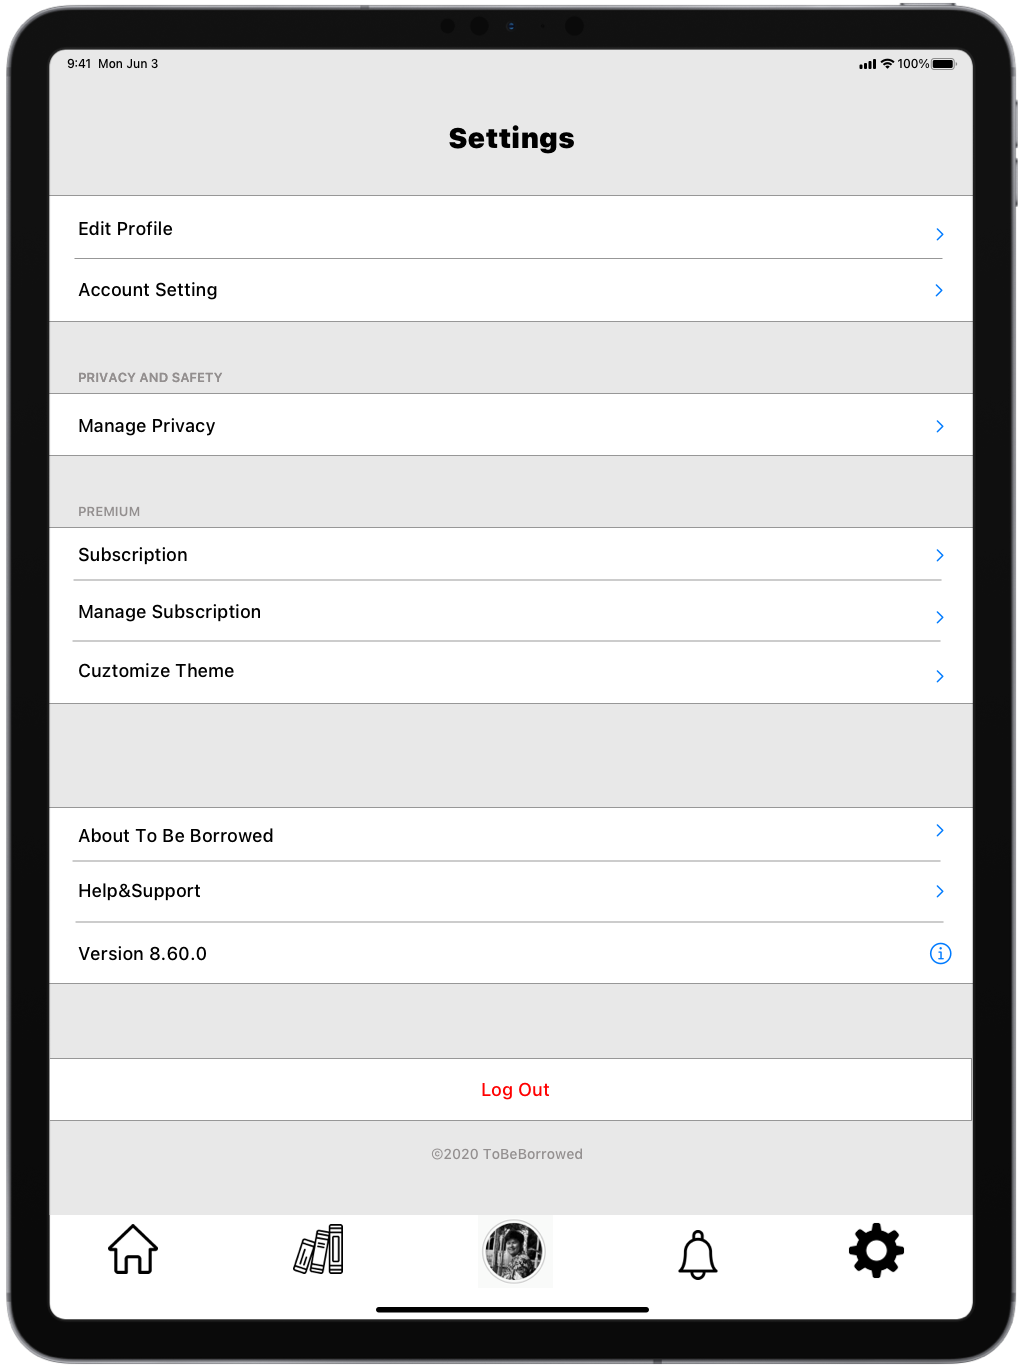 9:41 Mon Jun 3 100%
Settings
Edit Profile
Account Setting
PRIVACY AND SAFETY
Manage Privacy
PREMIUM
Subscription
Manage Subscription
Cuztomize Theme
About To Be Borrowed
Help&Support
Version 8.60.0
Log Out
©2020 ToBeBorrowed